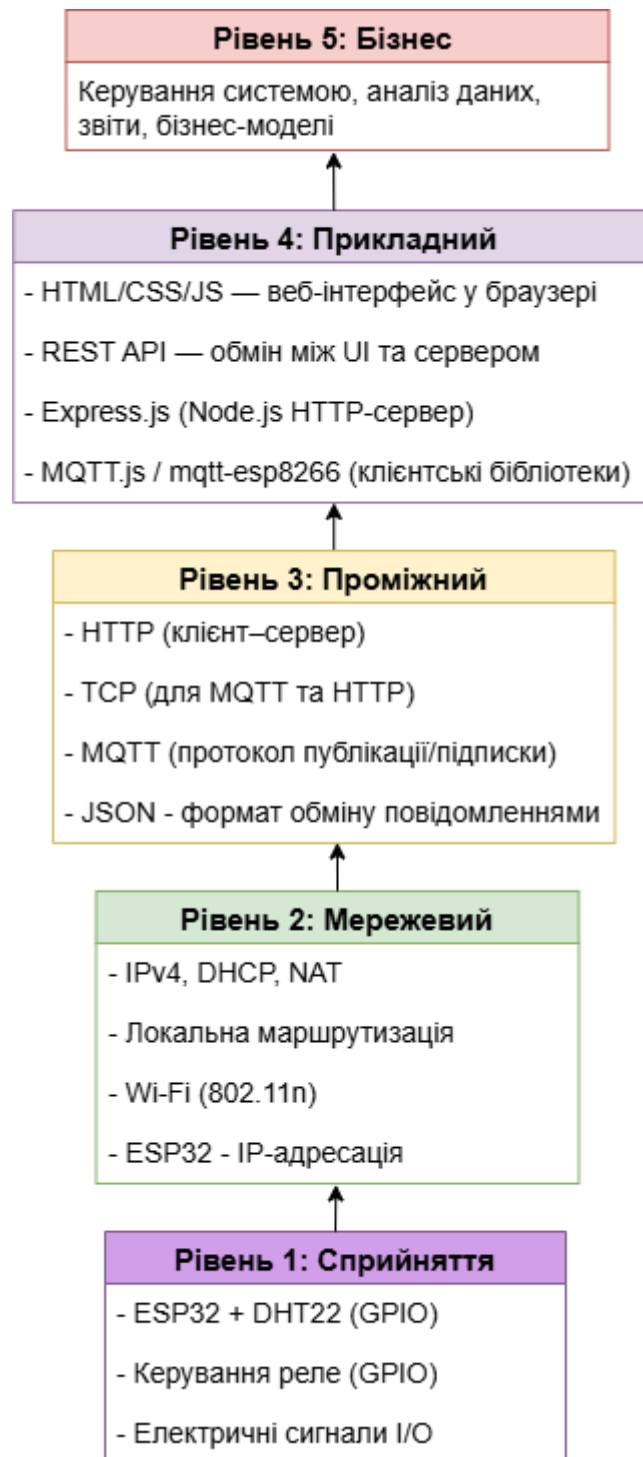 Рівень 5: Бізнес
Керування системою, аналіз даних,
звіти, бізнес-моделі
Рівень 4: Прикладний
- HTML/CSS/JS — веб-інтерфейс у браузері
- REST API — обмін між UI та сервером
- Express.js (Node.js HTTP-сервер)
- MQTT.js / mqtt-esp8266 (клієнтські бібліотеки)
Рівень 3: Проміжний
- HTTP (клієнт–сервер)
- TCP (для MQTT та HTTP)
- MQTT (протокол публікації/підписки)
- JSON - формат обміну повідомленнями
Рівень 2: Мережевий
- IPv4, DHCP, NAT
- Локальна маршрутизація
- Wi-Fi (802.11n)
- ESP32 - IP-адресація
Рівень 1: Сприйняття
- ESP32 + DHT22 (GPIO)
- Керування реле (GPIO)
- Електричні сигнали I/O